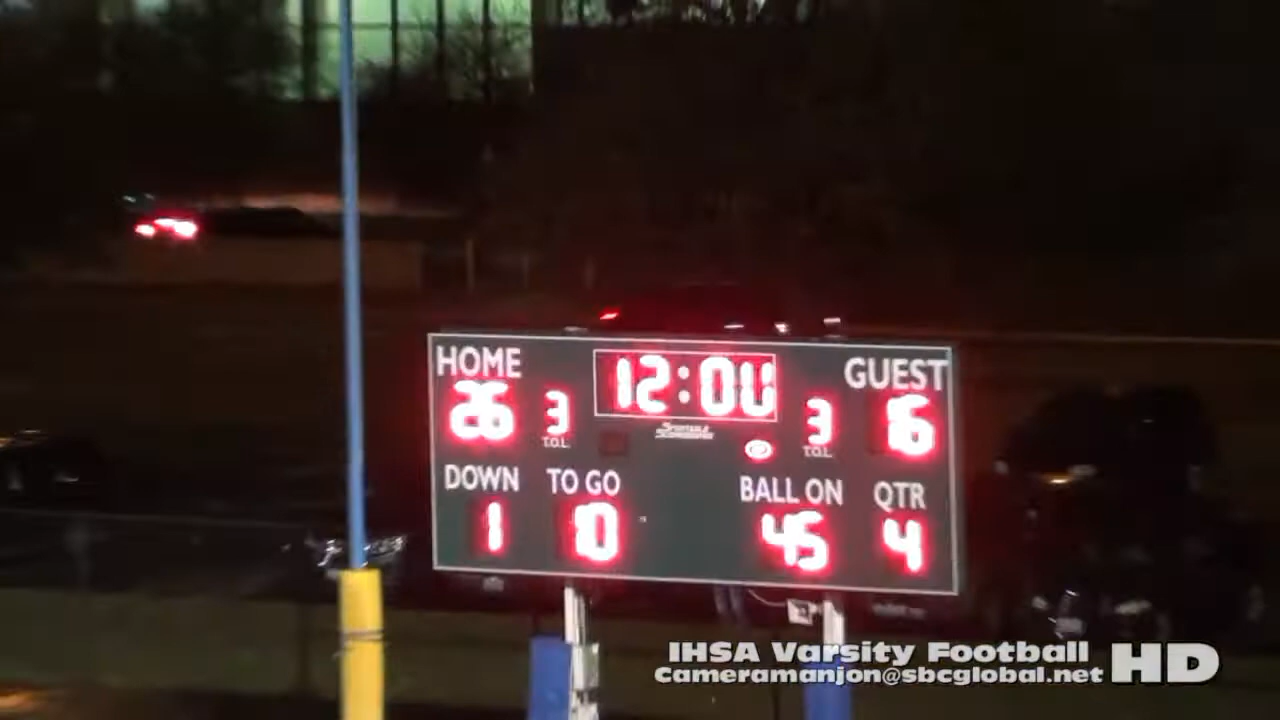 HOME 12:00 GUEST
26 3 3 16
T.O.L. T.O.L.
DOWN TO GO BALL ON QTR
1 10 45 4
IHSA Varsity Football HD
cameramanjon@sbcglobal.net